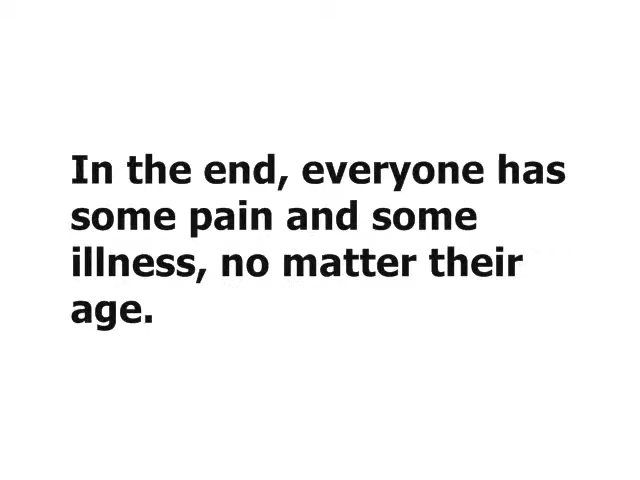 In the end, everyone has
some pain and some
illness, no matter their
age.